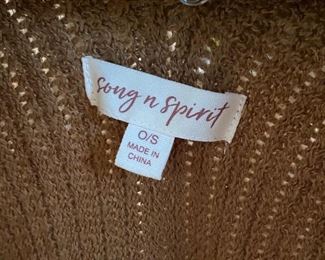 song n spirit
O/S
MADE IN
CHINA